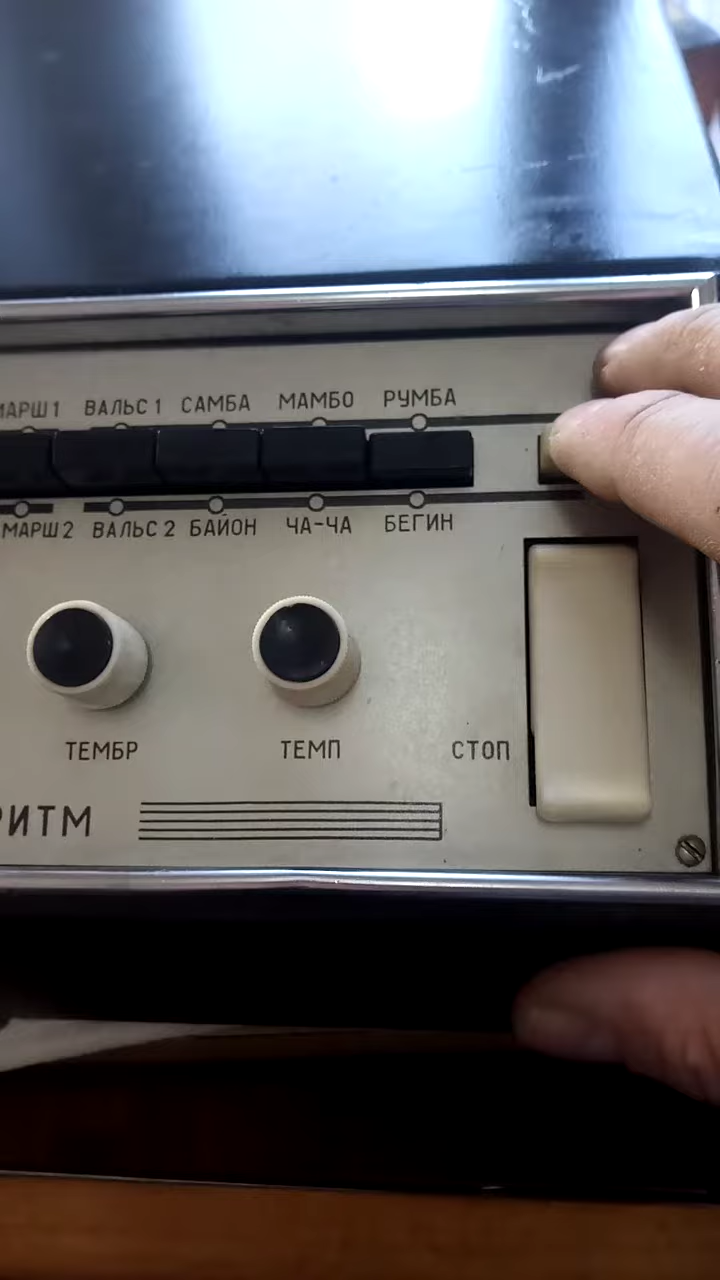 МАРШ 1 ВАЛЬС 1 САМБА МАМБО РУМБА
МАРШ 2 ВАЛЬС 2 БАЙОН ЧА-ЧА БЕГИН
ТЕМБР ТЕМП СТОП
РИТМ